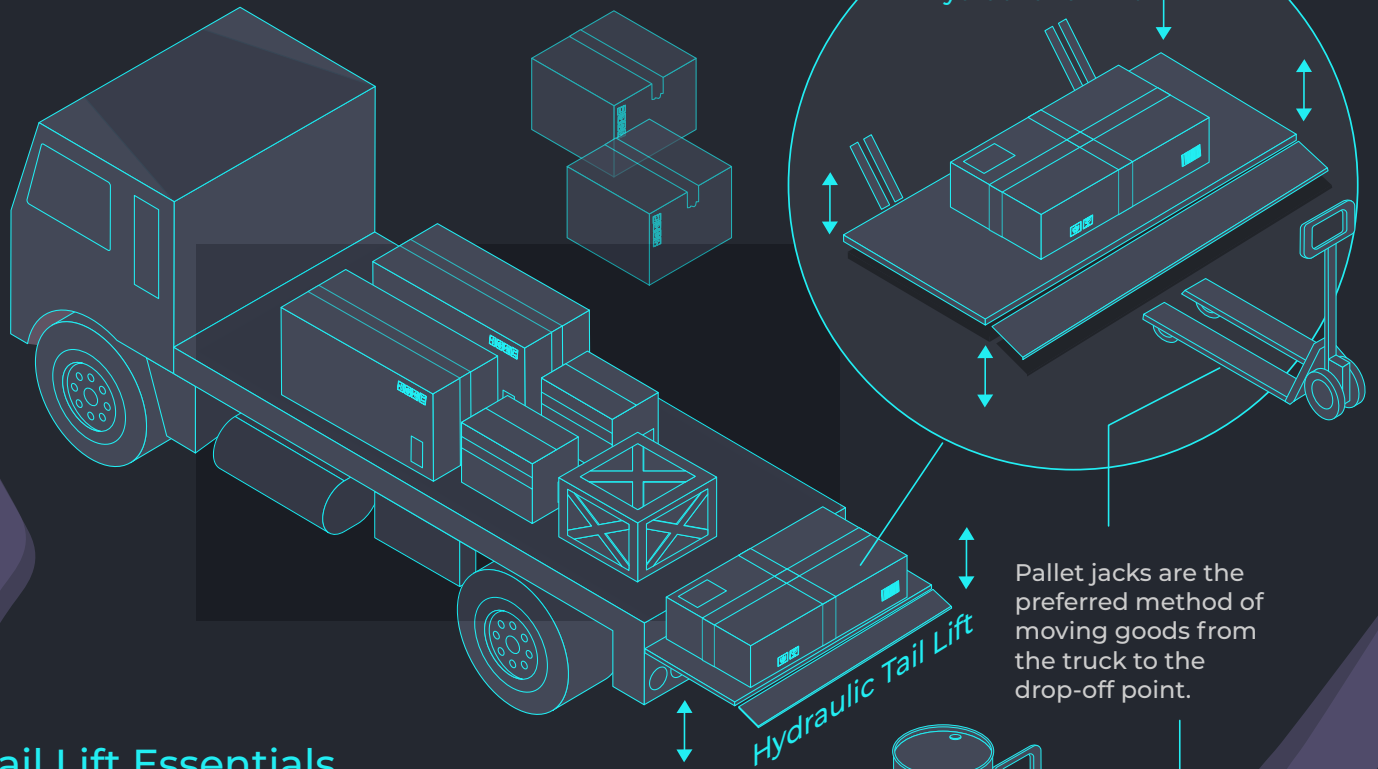 Hydraulic Tail Lift
Pallet jacks are the
preferred method of
moving goods from
the truck to the
drop-off point.
Tail Lift Essentials